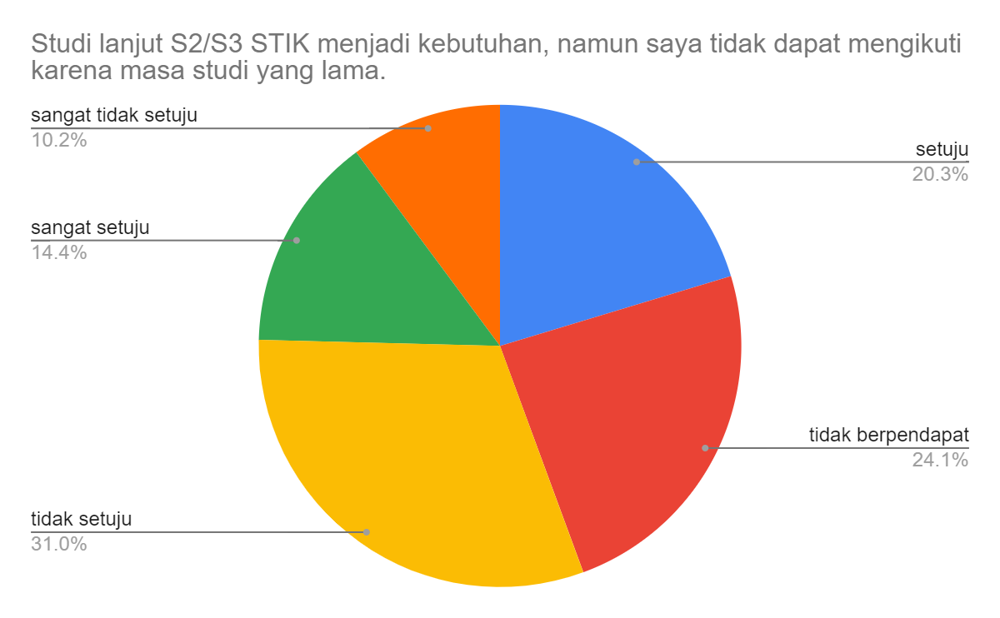 Studi lanjut S2/S3 STIK menjadi kebutuhan, namun saya tidak dapat mengikuti
karena masa studi yang lama.
sangat tidak setuju
10.2%
setuju
20.3%
sangat setuju
14.4%
tidak berpendapat
24.1%
tidak setuju
31.0%